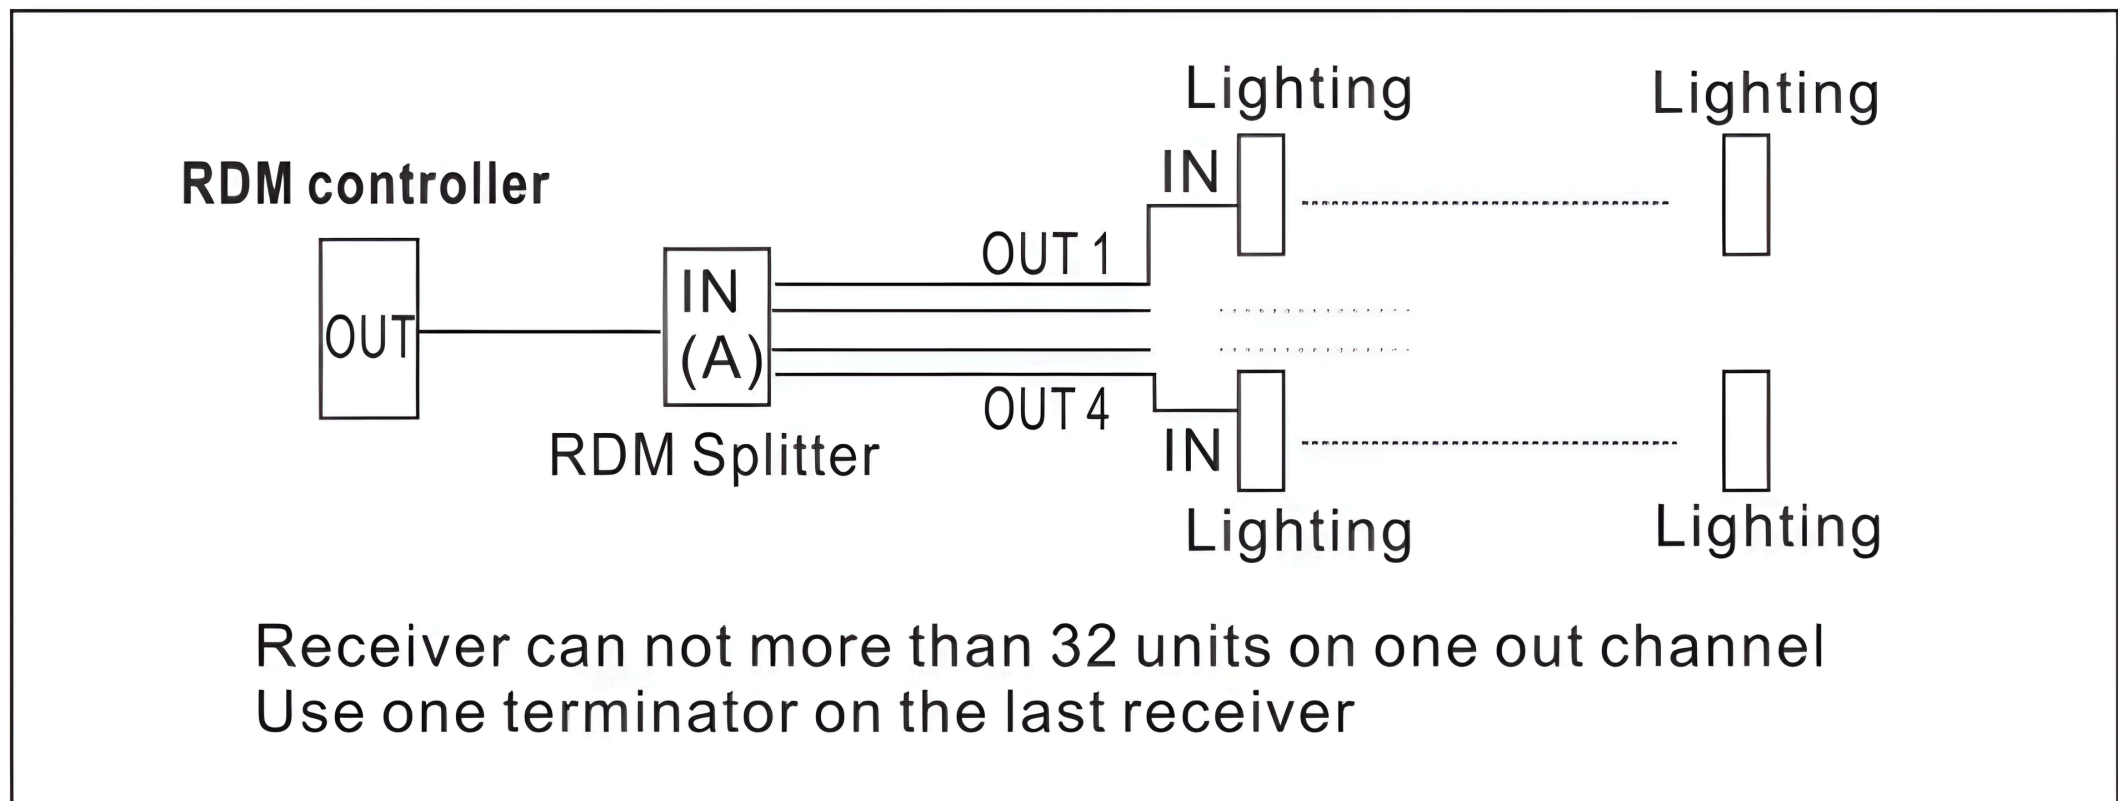 Lighting
Lighting
RDM controller
IN
OUT 1
IN
(A)
OUT
OUT 4
RDM Splitter
IN
Lighting
Lighting
Receiver can not more than 32 units on one out channel
Use one terminator on the last receiver